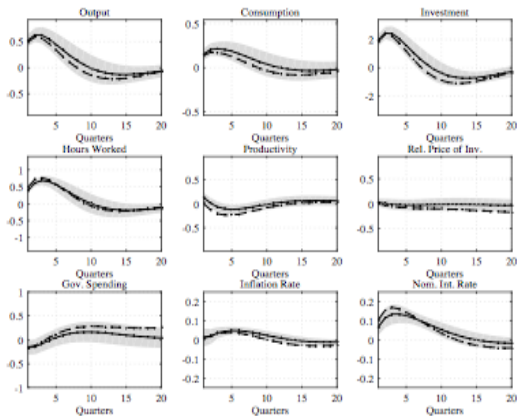 Output Consumption Investment
0.5 0.5 2
0 0 0
-0.5 -0.5 -2
5 10 15 20 5 10 15 20 5 10 15 20
Quarters Quarters Quarters
Hours Worked Productivity Rel. Price of Inv.
1 0.5 0.5
0.5 0 0
0 -0.5 -0.5
-0.5
-1
5 10 15 20 5 10 15 20 5 10 15 20
Quarters Quarters Quarters
Gov. Spending Inflation Rate Nom. Int. Rate
1 0.2 0.2
0.5 0.1 0.1
0 0 0
-0.5 -0.1 -0.1
-1 -0.2 -0.2
5 10 15 20 5 10 15 20 5 10 15 20
Quarters Quarters Quarters